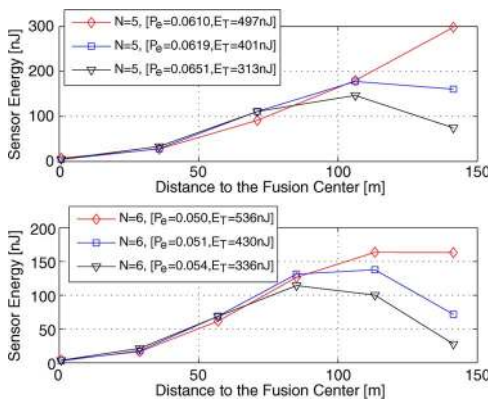 N=5, [Pe=0.0610,ET=497nJ]
N=5, [Pe=0.0619,ET=401nJ]
N=5, [Pe=0.0651,ET=313nJ]
Sensor Energy [nJ]
300
200
100
0
0 50 100 150
Distance to the Fusion Center [m]
N=6, [Pe=0.050,ET=536nJ]
N=6, [Pe=0.051,ET=430nJ]
N=6, [Pe=0.054,ET=336nJ]
Sensor Energy [nJ]
200
150
100
50
0
0 50 100 150
Distance to the Fusion Center [m]